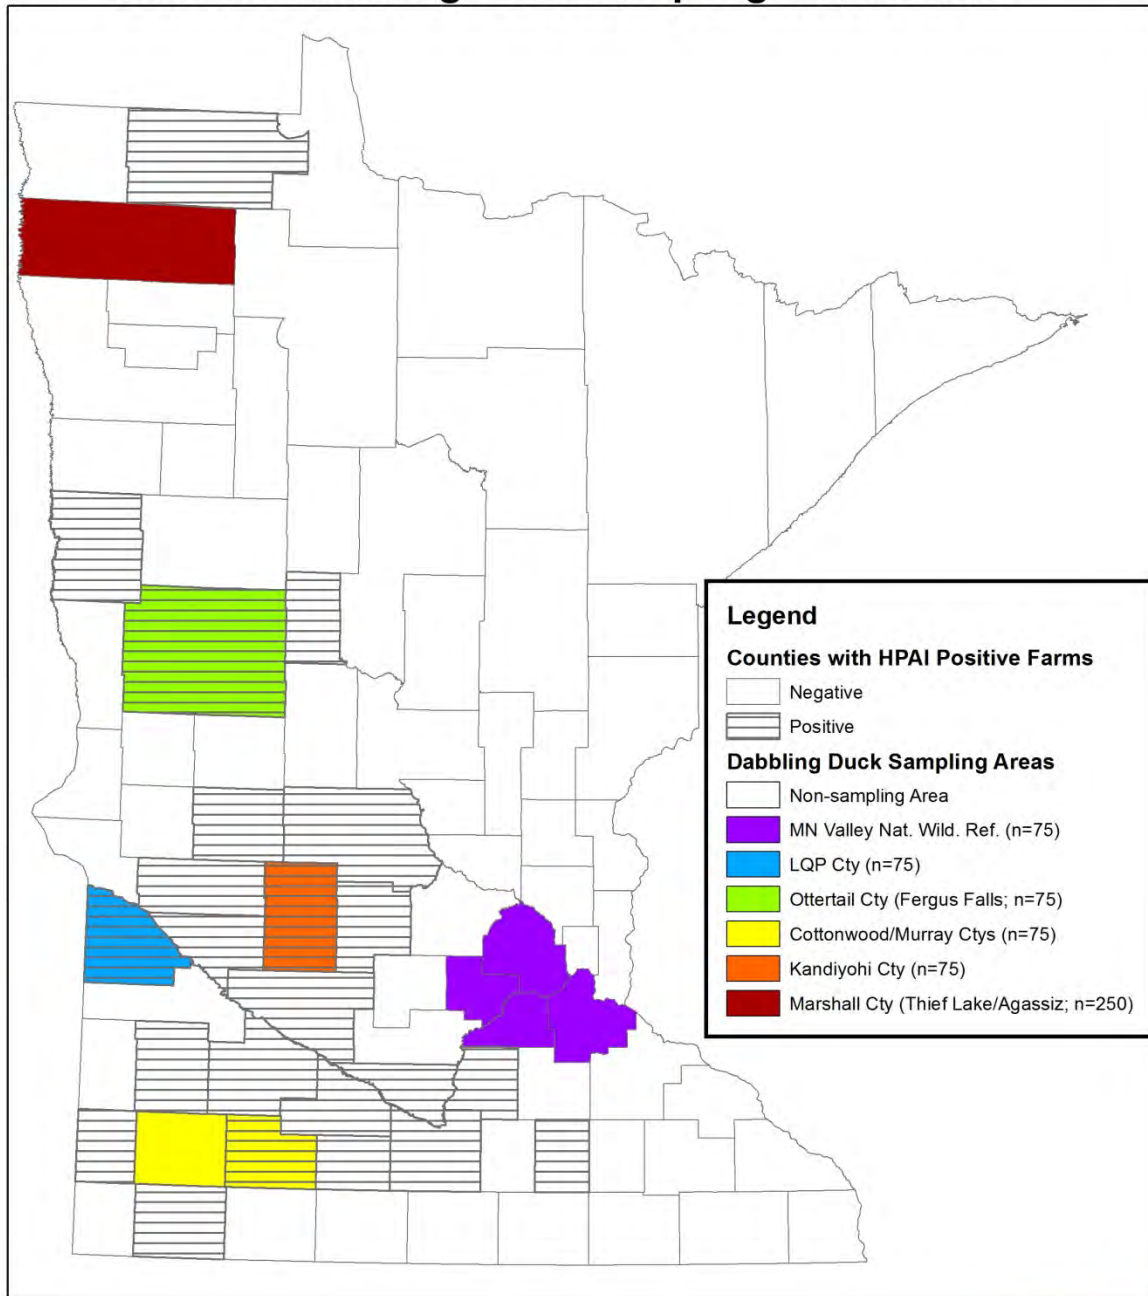 Legend
Counties with HPAI Positive Farms
Negative
Positive
Dabbling Duck Sampling Areas
Non-sampling Area
MN Valley Nat. Wild. Ref. (n=75)
LQP Cty (n=75)
Ottertail Cty (Fergus Falls; n=75)
Cottonwood/Murray Ctys (n=75)
Kandiyohi Cty (n=75)
Marshall Cty (Thief Lake/Agassiz; n=250)